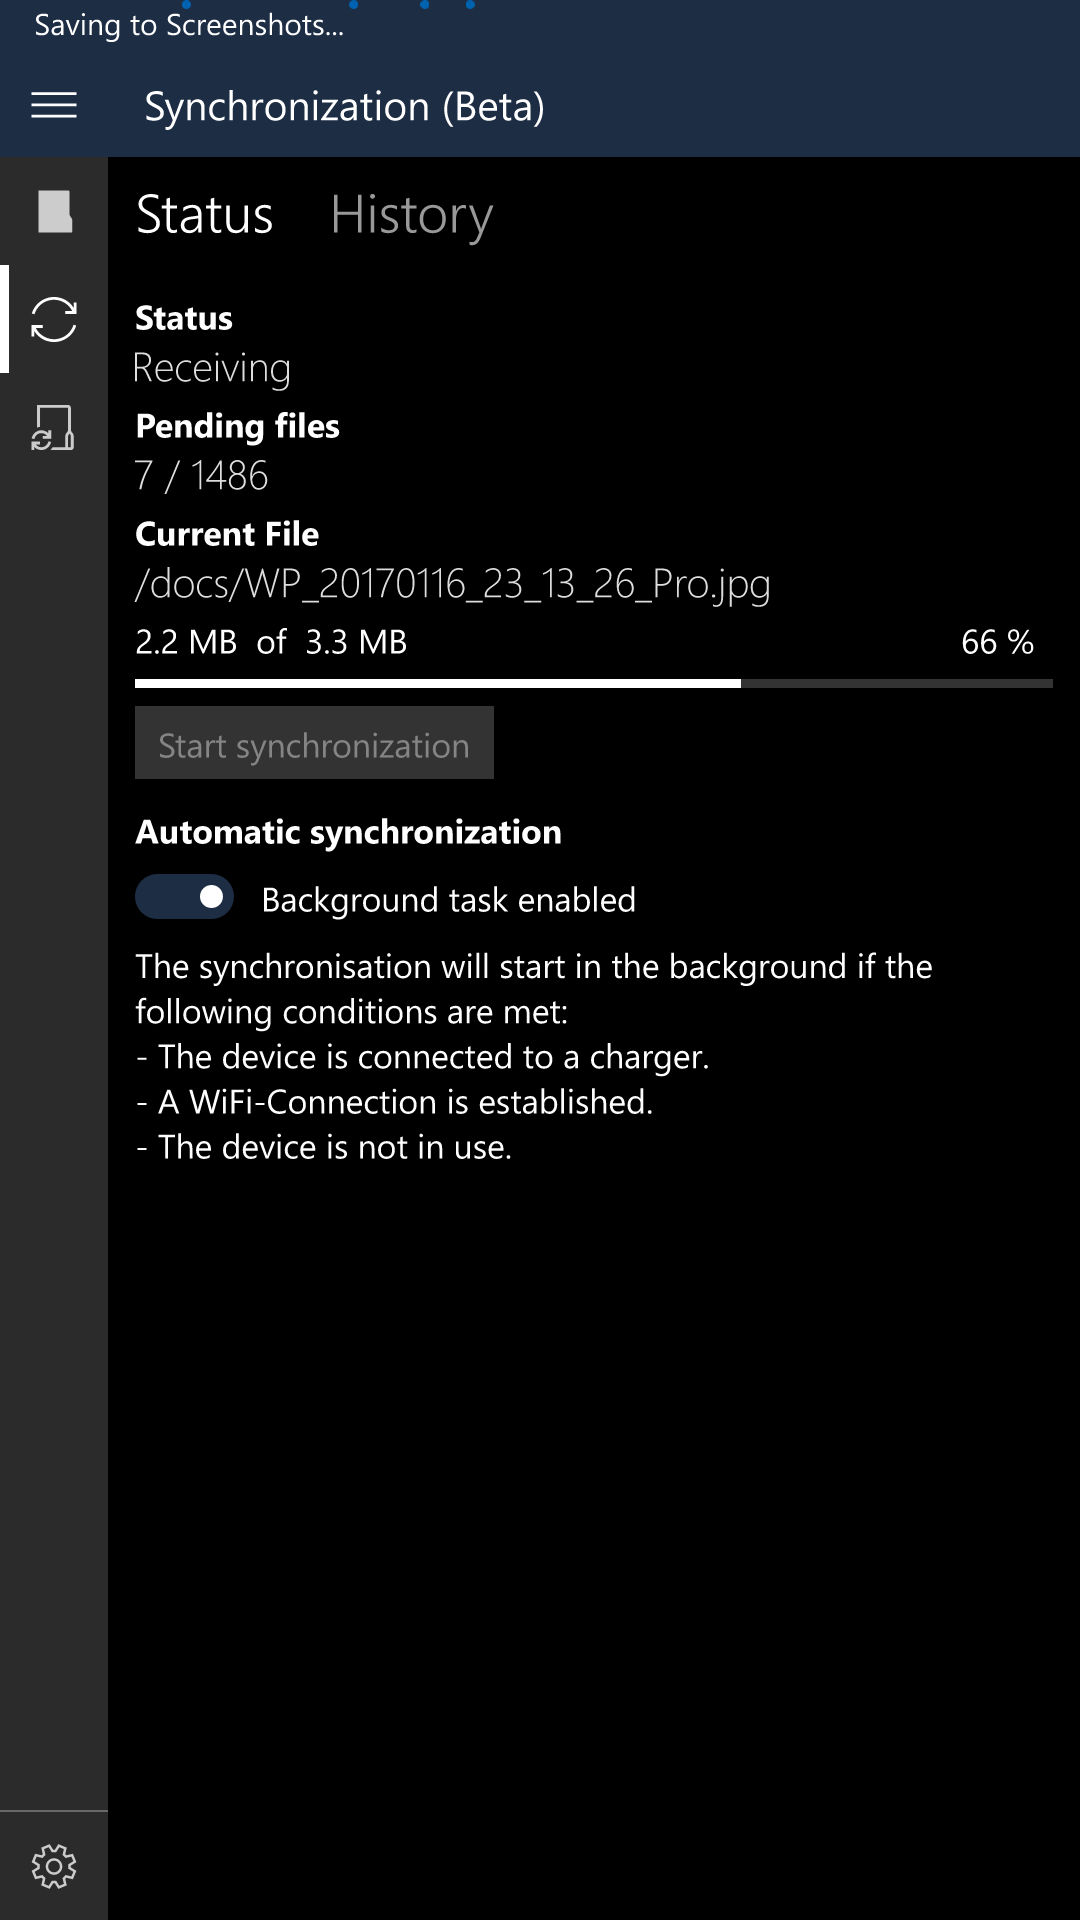 Saving to Screenshots...
Synchronization (Beta)
Status History
Status
Receiving
Pending files
7 / 1486
Current File
/docs/WP_20170116_23_13_26_Pro.jpg
2.2 MB of 3.3 MB 66 %
Start synchronization
Automatic synchronization
Background task enabled
The synchronisation will start in the background if the
following conditions are met:
- The device is connected to a charger.
- A WiFi-Connection is established.
- The device is not in use.